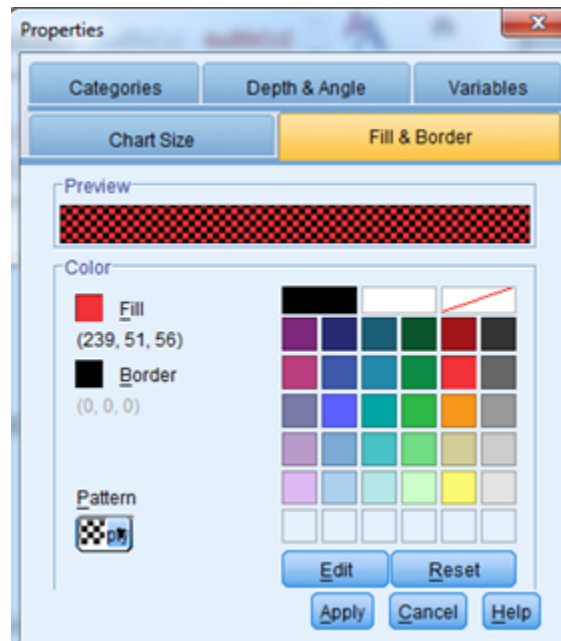 Properties
Categories Depth & Angle Variables
Chart Size Fill & Border
Preview
Color
Fill
(239, 51, 56)
Border
(0, 0, 0)
Pattern
Edit Reset
Apply Cancel Help